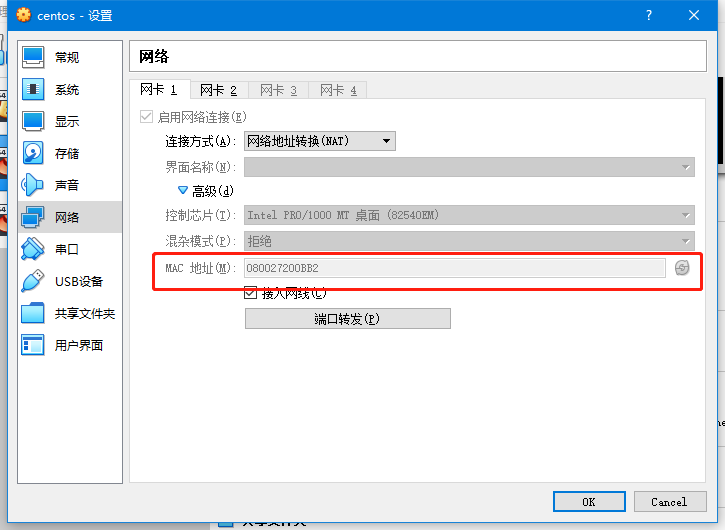 centos - 设置
?
常规
系统
显示
存储
声音
网络
串口
USB设备
共享文件夹
用户界面
网络
网卡 1 网卡 2 网卡 3 网卡 4
启用网络连接(E)
连接方式(A): 网络地址转换(NAT)
界面名称(N):
高级(d)
控制芯片(T): Intel PRO/1000 MT 桌面 (82540EM)
混杂模式(P): 拒绝
MAC 地址(M): 080027200BB2
接入网线(C)
端口转发(P)
OK Cancel